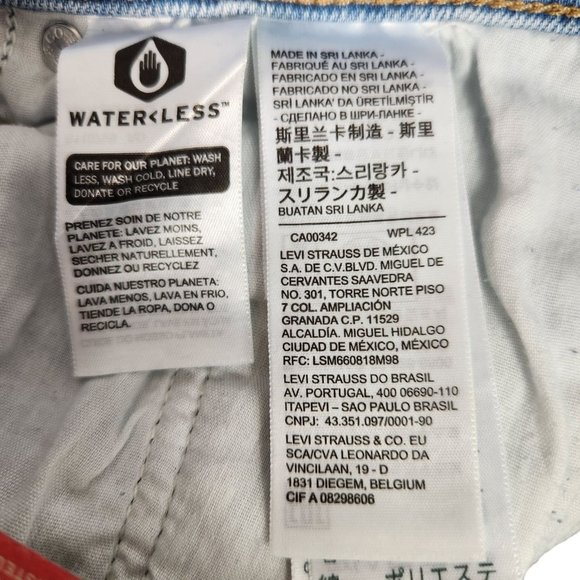 WATER<LESS™
CARE FOR OUR PLANET: WASH
LESS, WASH COLD, LINE DRY,
DONATE OR RECYCLE
PRENEZ SOIN DE NOTRE
PLANETE: LAVEZ MOINS,
LAVEZ A FROID, LAISSEZ
SECHER NATURELLEMENT,
DONNEZ OU RECYCLEZ
CUIDA NUESTRO PLANETA:
LAVA MENOS, LAVA EN FRIO,
TIENDE LA ROPA, DONA O
RECICLA.
MADE IN SRI LANKA -
FABRIQUÉ AU SRI LANKA -
FABRICADO EN SRI LANKA -
FABRICADO NO SRI LANKA -
SRİ LANKA' DA ÜRETİLMİŞTİR
- СДЕЛАНО В ШРИ-ЛАНКЕ -
斯里兰卡制造 - 斯里
蘭卡製 -
제조국:스리랑카 -
スリランカ製 -
BUATAN SRI LANKA
CA00342 WPL 423
LEVI STRAUSS DE MÉXICO
S.A. DE C.V.BLVD. MIGUEL DE
CERVANTES SAAVEDRA
NO. 301, TORRE NORTE PISO
7 COL. AMPLIACIÓN
GRANADA C.P. 11529
ALCALDÍA. MIGUEL HIDALGO
CIUDAD DE MÉXICO, MÉXICO
RFC: LSM660818M98
LEVI STRAUSS DO BRASIL
AV. PORTUGAL, 400 06690-110
ITAPEVI – SAO PAULO BRASIL
CNPJ: 43.351.097/0001-90
LEVI STRAUSS & CO. EU
SCA/CVA LEONARDO DA
VINCILAAN, 19 - D
1831 DIEGEM, BELGIUM
CIF A 08298606
ポリエステ